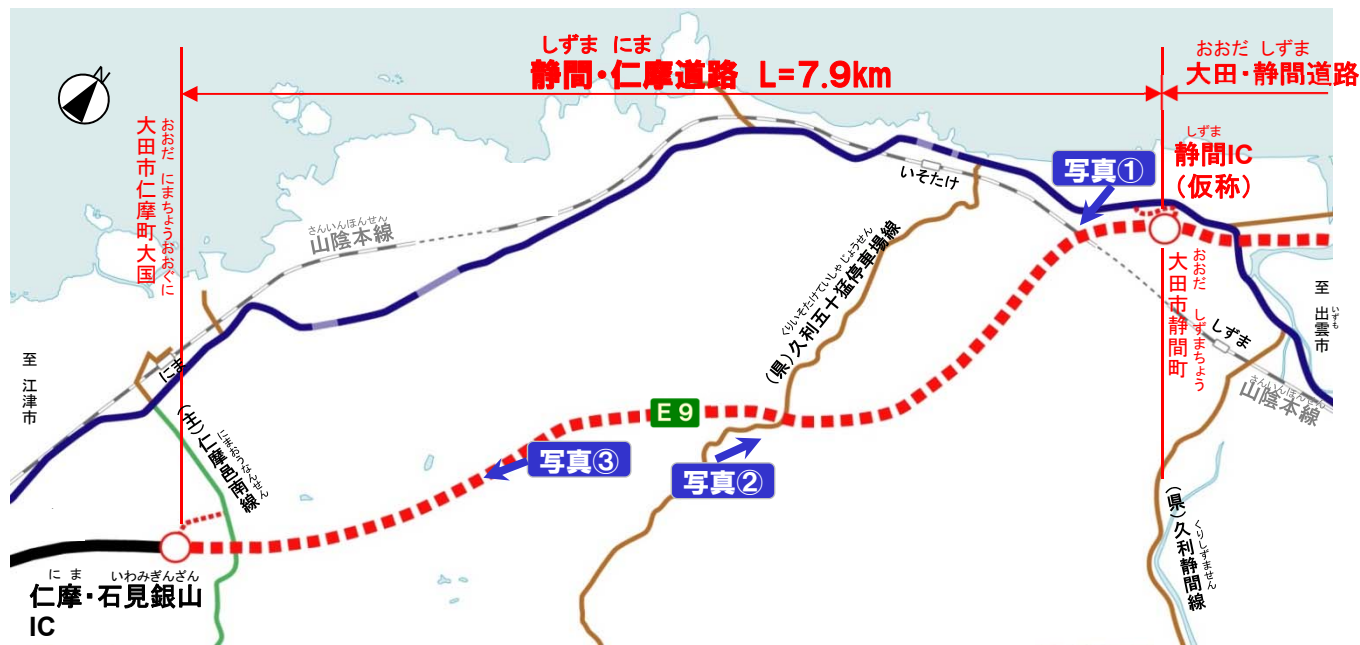 しずま にま
静間・仁摩道路 L=7.9km
おおだ しずま
大田・静間道路
N
おおだ にまちょうおおぐに
大田市仁摩町大国
しずま
静間IC
(仮称)
写真①
いそたけ
さんいんほんせん
山陰本線
くりいそたけていしゃじょうせん
(県)久利五十猛停車場線
おおだ しずまちょう
大田市静間町
至 出雲市
いずも
しずま
さんいんほんせん
山陰本線
至 江津市
にま
にまおうなんせん
(主)仁摩邑南線
E9
写真③
写真②
くりしずません
(県)久利静間線
にま いわみぎんざん
仁摩・石見銀山
IC